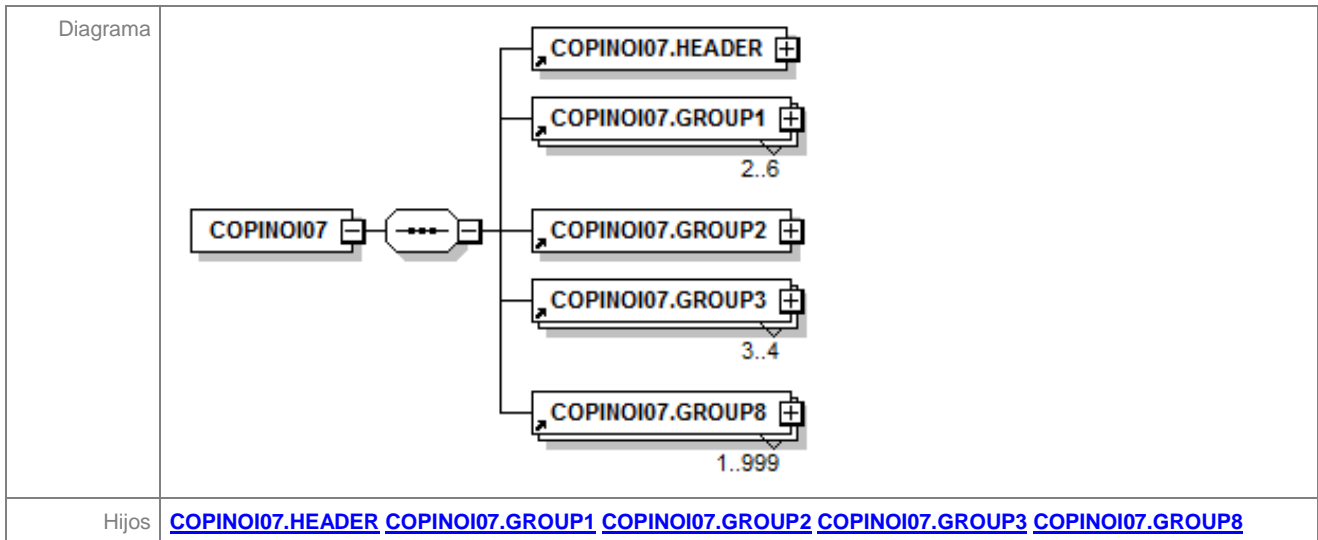 Diagrama
COPINOI07.HEADER
COPINOI07.GROUP1
2..6
COPINOI07
COPINOI07.GROUP2
COPINOI07.GROUP3
3..4
COPINOI07.GROUP8
1..999
Hijos COPINOI07.HEADER COPINOI07.GROUP1 COPINOI07.GROUP2 COPINOI07.GROUP3 COPINOI07.GROUP8